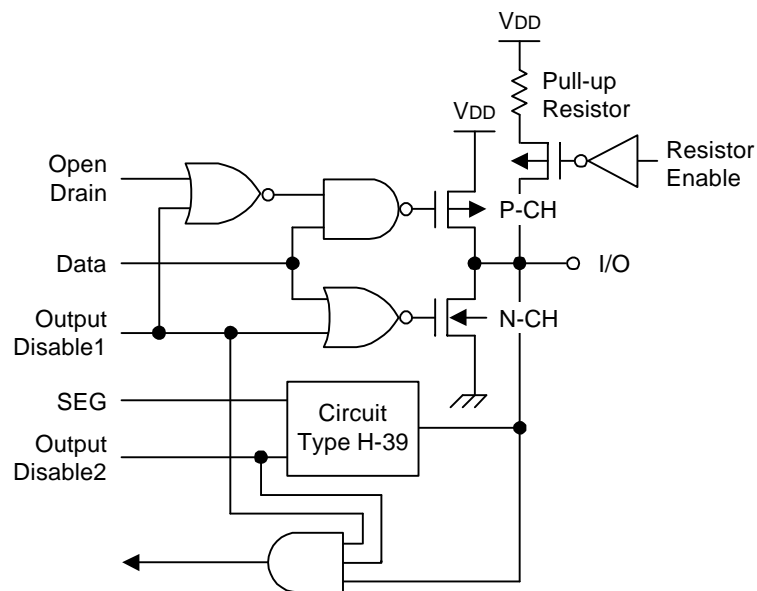 VDD
Pull-up
Resistor
VDD
Resistor
Enable
Open
Drain
P-CH
Data
I/O
Output
Disable1
N-CH
SEG
Circuit
Type H-39
Output
Disable2